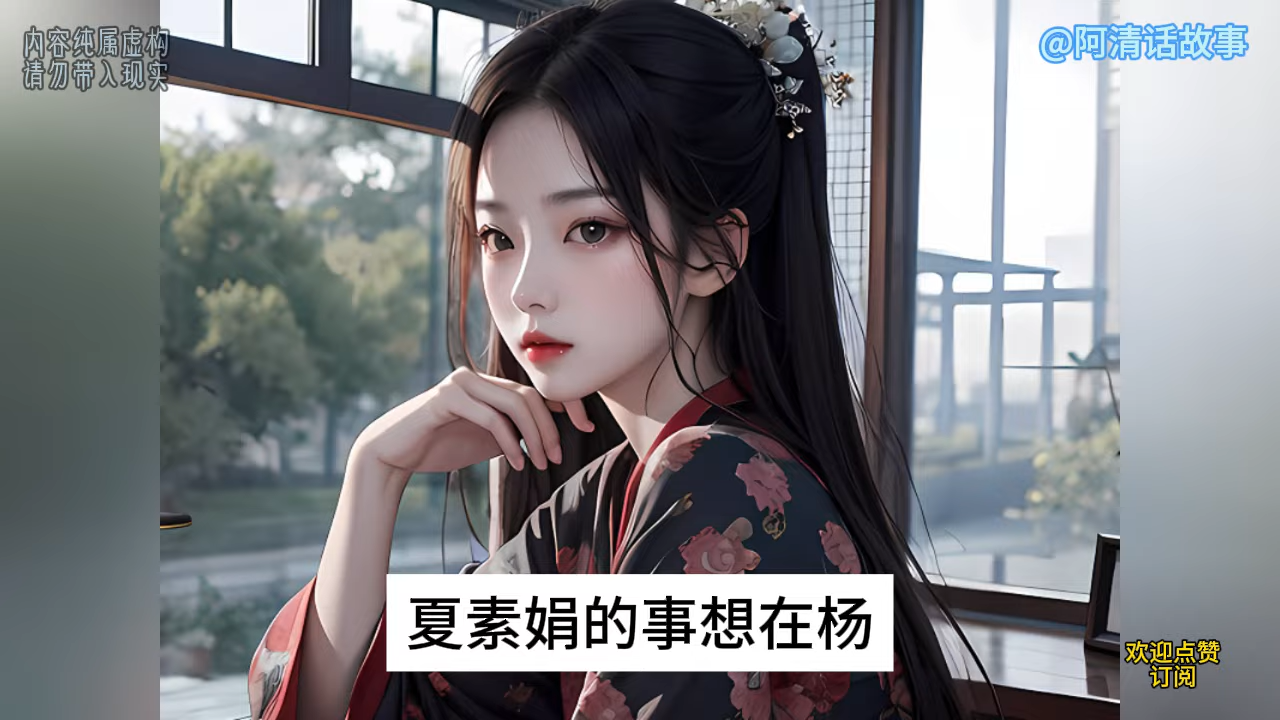 内容纯属虚构
请勿带入现实
@阿清话故事
夏素娟的事想在杨
欢迎点赞
订阅